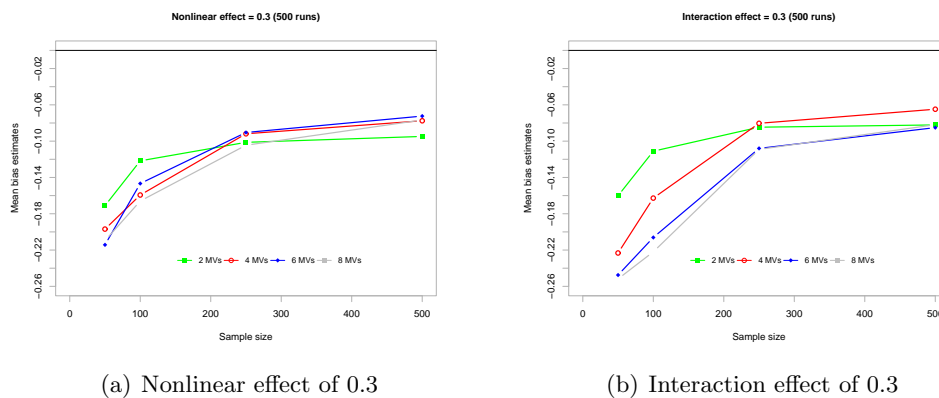 Nonlinear effect = 0.3 (500 runs)
Mean bias estimates
−0.02
−0.06
−0.10
−0.14
−0.18
−0.22
−0.26
2 MVs 4 MVs 6 MVs 8 MVs
0 100 200 300 400 500
Sample size
(a) Nonlinear effect of 0.3
Interaction effect = 0.3 (500 runs)
Mean bias estimates
−0.02
−0.06
−0.10
−0.14
−0.18
−0.22
−0.26
2 MVs 4 MVs 6 MVs 8 MVs
0 100 200 300 400 500
Sample size
(b) Interaction effect of 0.3